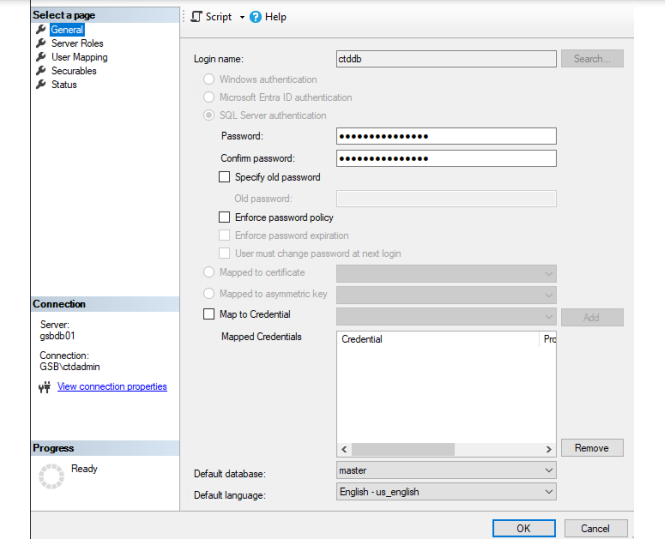 Select a page
General
Server Roles
User Mapping
Securables
Status
Script
Help
Login name:
ctddb
Search...
Windows authentication
Microsoft Entra ID authentication
SQL Server authentication
Password:
●●●●●●●●●●●●●●●
Confirm password:
●●●●●●●●●●●●●●●
Specify old password
Old password:
Enforce password policy
Enforce password expiration
User must change password at next login
Mapped to certificate
Mapped to asymmetric key
Map to Credential
Add
Mapped Credentials
Credential Pro
Remove
Default database:
master
Default language:
English - us_english
Connection
Server:
gsbdb01
Connection:
GSB\ctdadmin
View connection properties
Progress
Ready
OK
Cancel